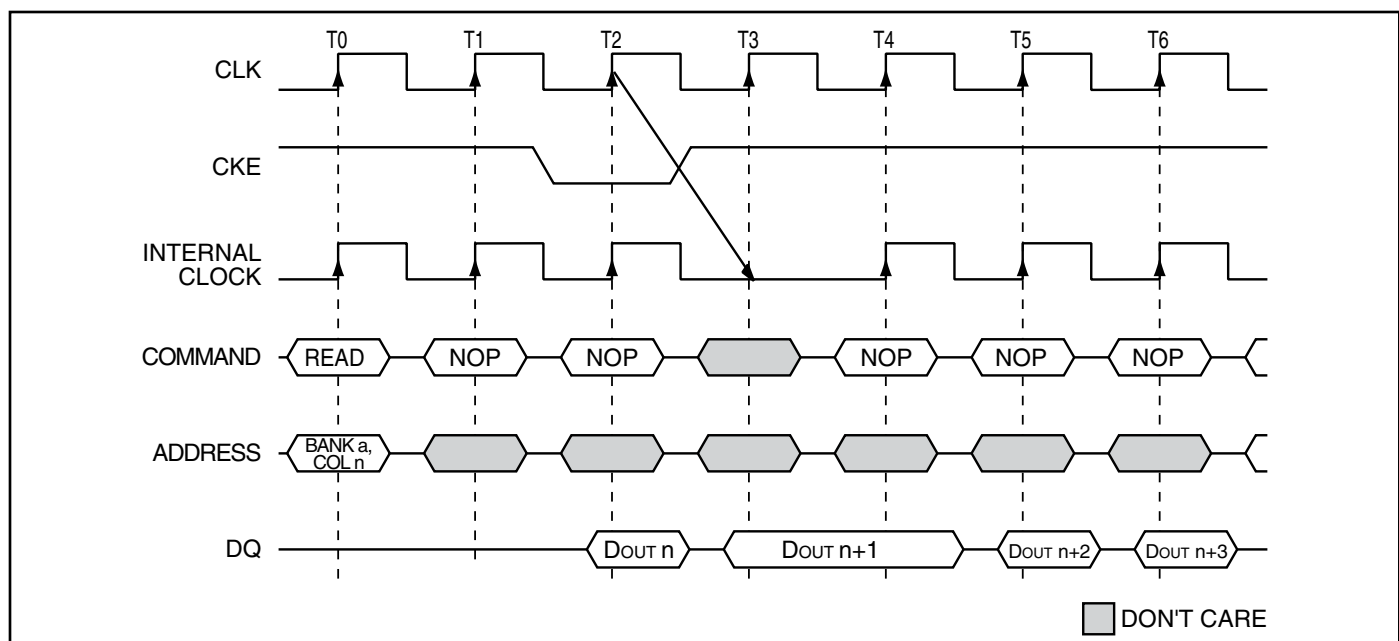 T0 T1 T2 T3 T4 T5 T6
CLK
CKE
INTERNAL
CLOCK
COMMAND READ NOP NOP NOP NOP NOP
ADDRESS BANK a,
COL n
DQ DOUT n DOUT n+1 DOUT n+2 DOUT n+3
DON'T CARE